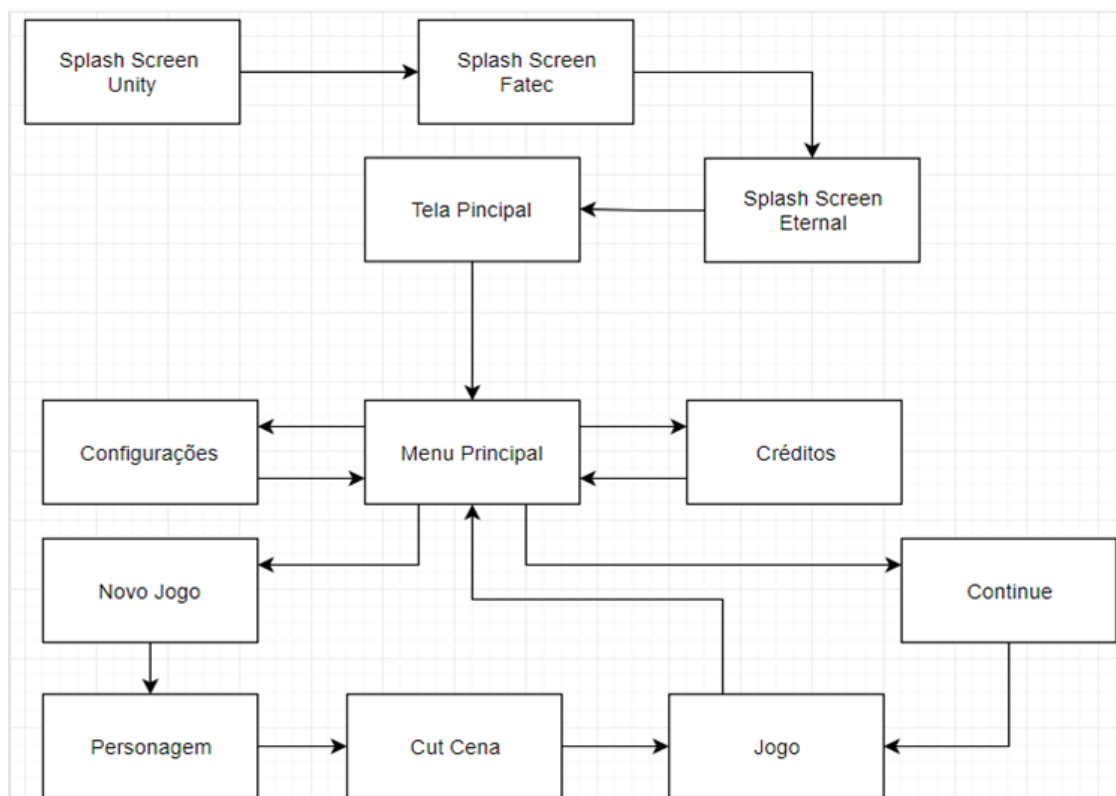 Splash Screen
Unity
Splash Screen
Fatec
Tela Pincipal
Splash Screen
Eternal
Configurações
Menu Principal
Créditos
Novo Jogo
Continue
Personagem
Cut Cena
Jogo